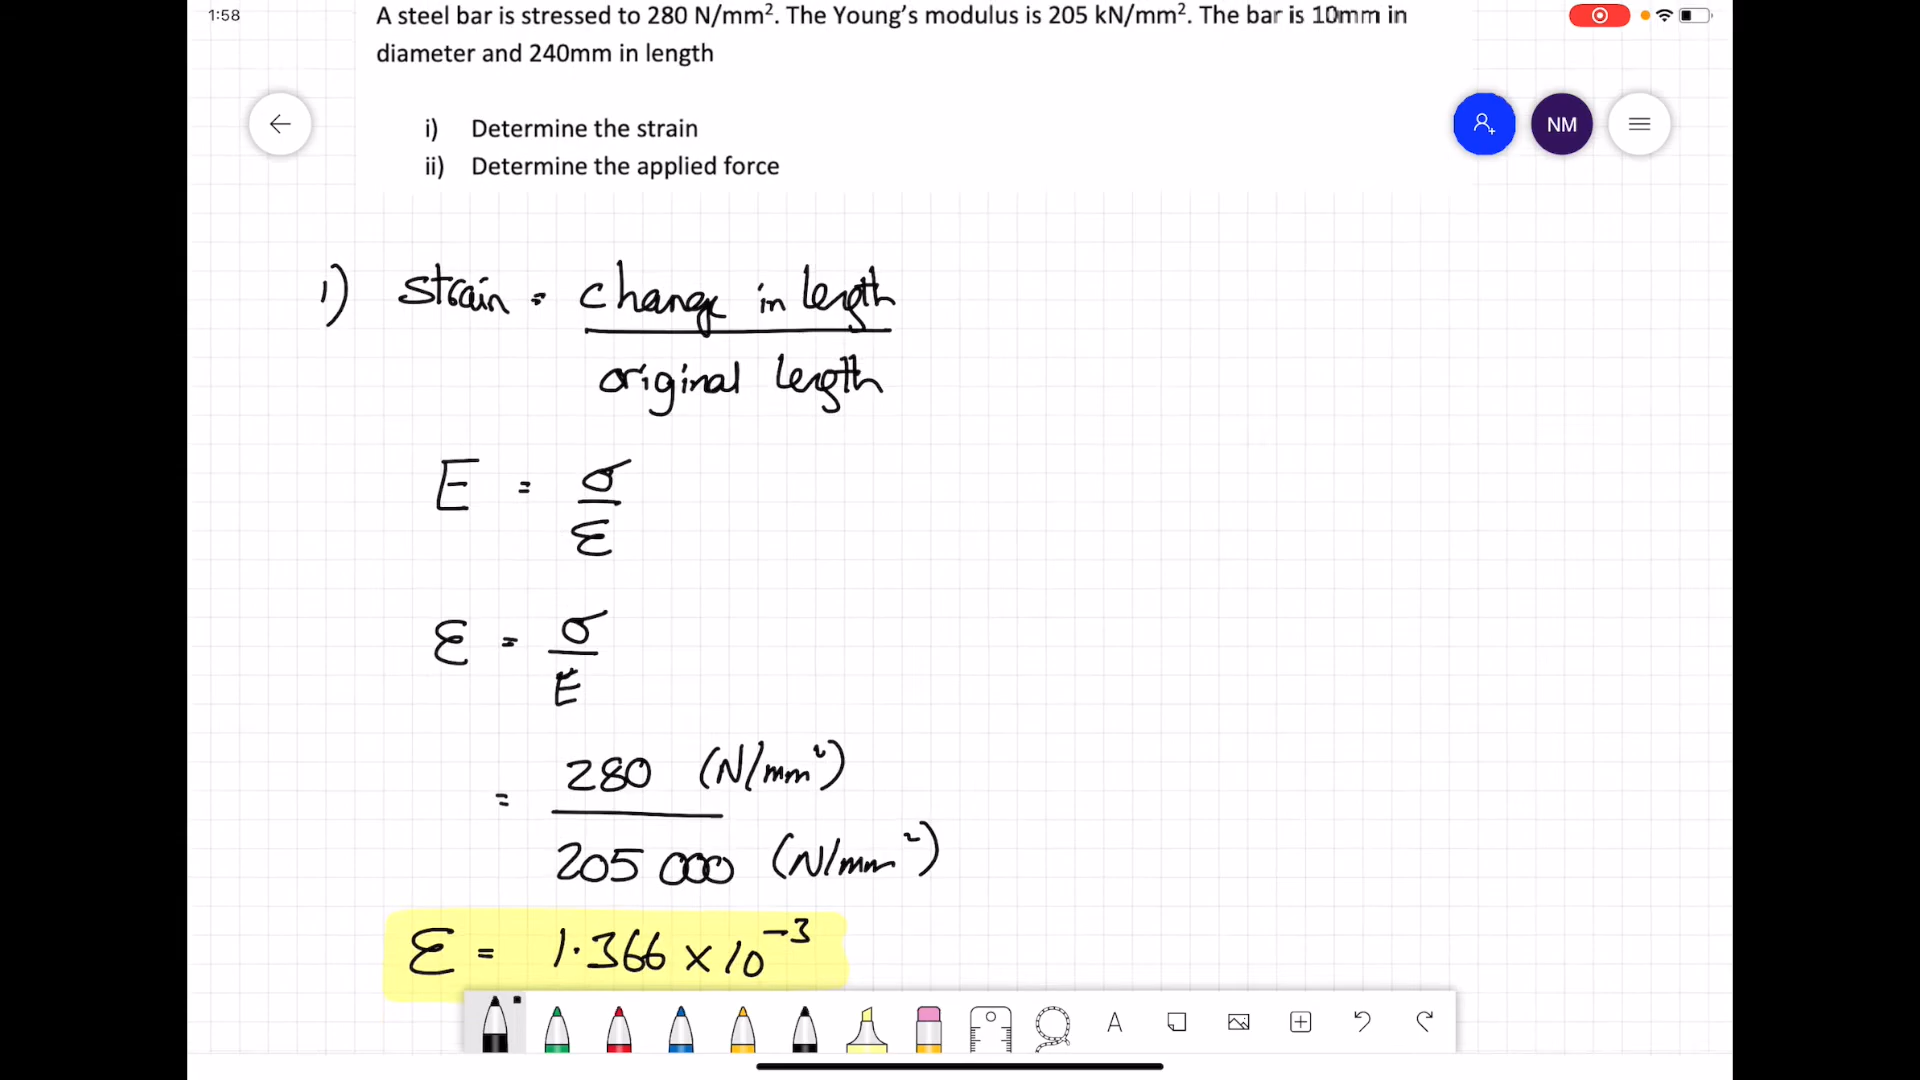 1:58
A steel bar is stressed to 280 N/mm². The Young's modulus is 205 kN/mm². The bar is 10mm in
diameter and 240mm in length
i) Determine the strain
ii) Determine the applied force
NM
i) strain = change in length
original length
E = σ
ε
ε = σ
E
= 280 (N/mm²)
205 000 (N/mm²)
ε = 1.366 × 10⁻³
A